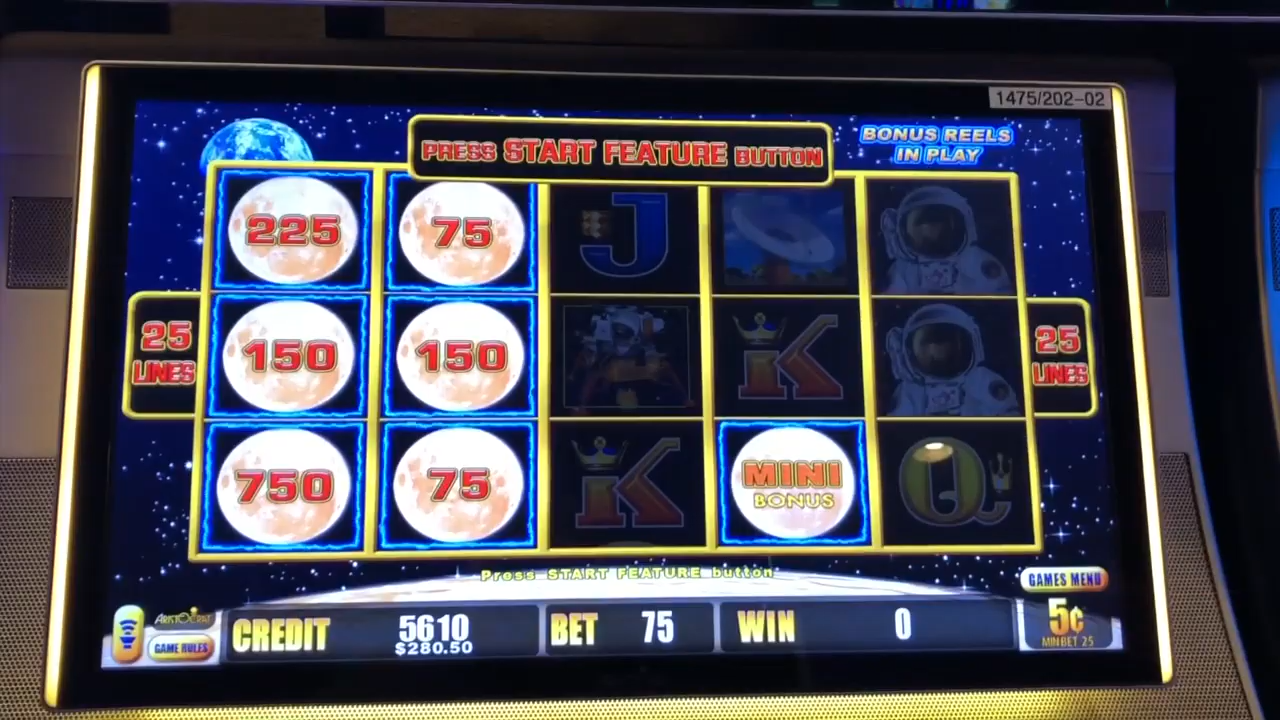 1475/202-02
PRESS START FEATURE BUTTON
BONUS REELS
IN PLAY
225
75
J
25
LINES
150
150
K
25
LINES
750
75
K
MINI
BONUS
Q
Press START FEATURE button
GAMES MENU
ARISTOCRAT
GAME RULES
CREDIT
5610
$280.50
BET
75
WIN
0
5¢
MIN BET 25